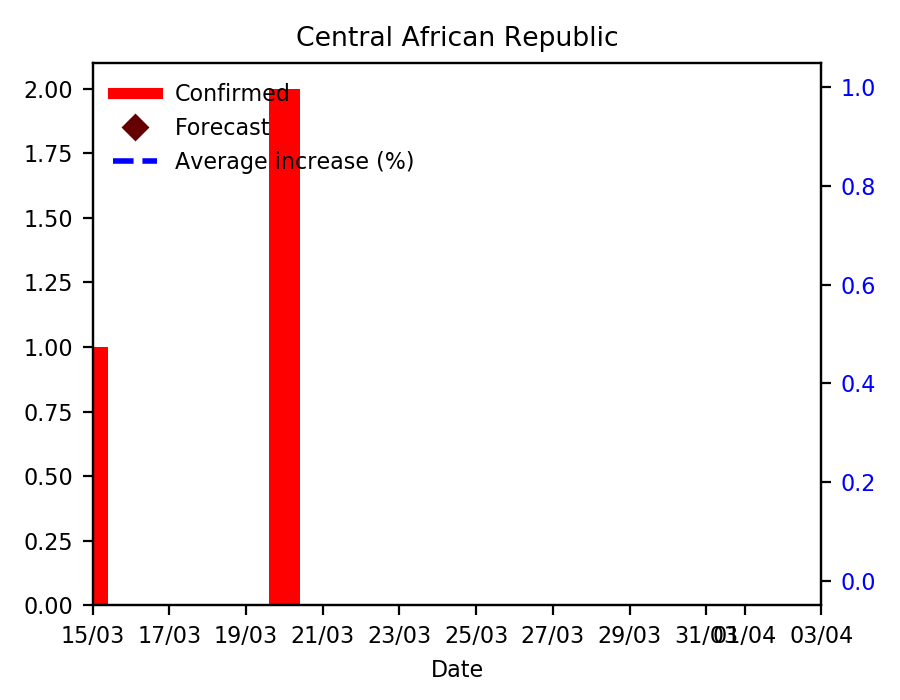 Central African Republic
Confirmed
Forecast
Average increase (%)
2.00
1.75
1.50
1.25
1.00
0.75
0.50
0.25
0.00
1.0
0.8
0.6
0.4
0.2
0.0
15/03 17/03 19/03 21/03 23/03 25/03 27/03 29/03 31/03 01/04 03/04
Date